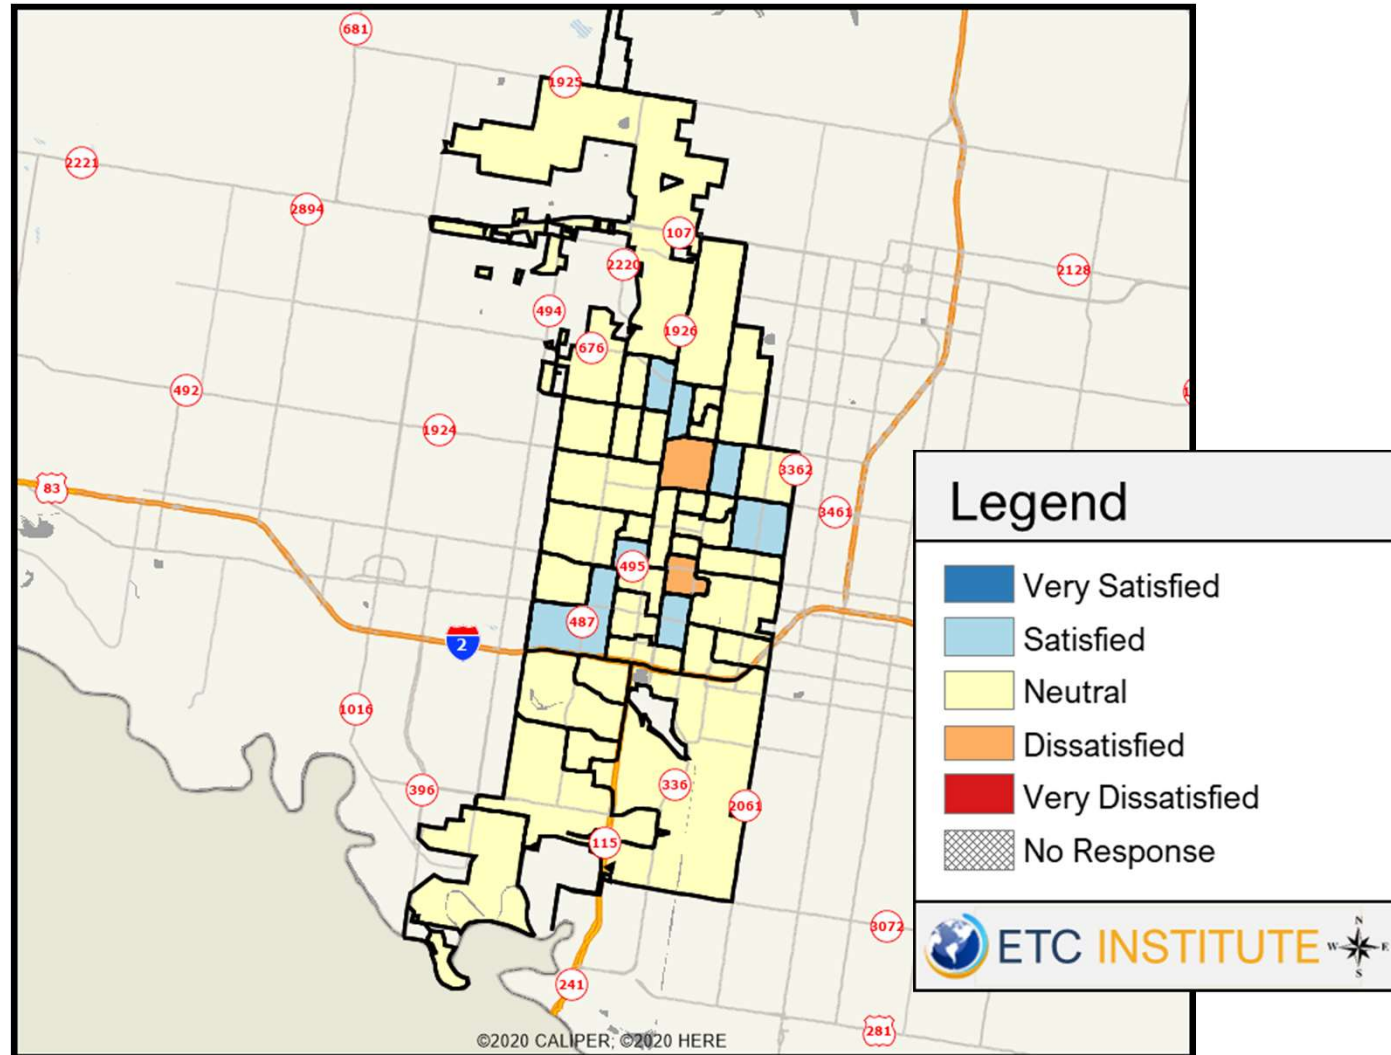 681
1925
2221
2894
107
2220
2128
494
1926
676
492
1924
3362
83
3461
495
487
2
1016
336
396
2061
115
3072
241
281
©2020 CALIPER; ©2020 HERE
Legend
Very Satisfied
Satisfied
Neutral
Dissatisfied
Very Dissatisfied
No Response
ETC INSTITUTE
N
W E
S